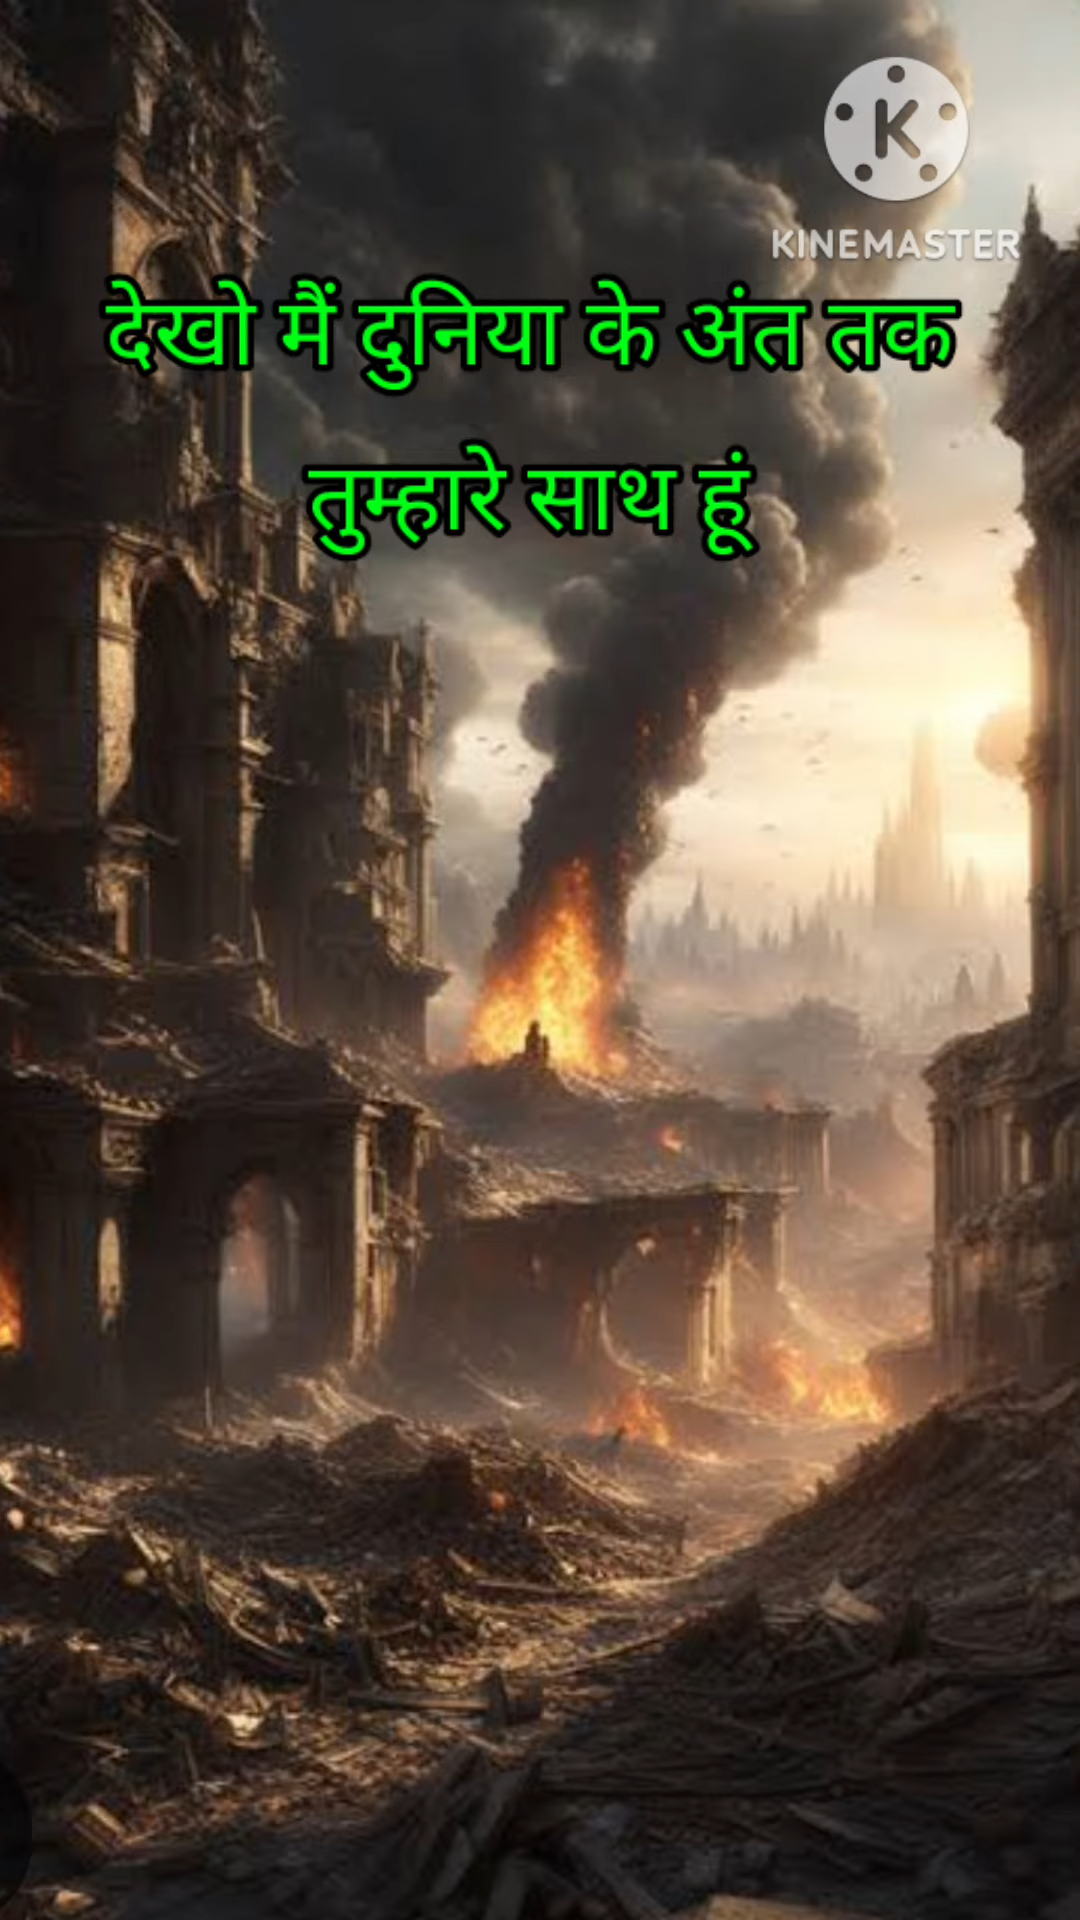 K
KINEMASTER
देखो मैं दुनिया के अंत तक
तुम्हारे साथ हूं